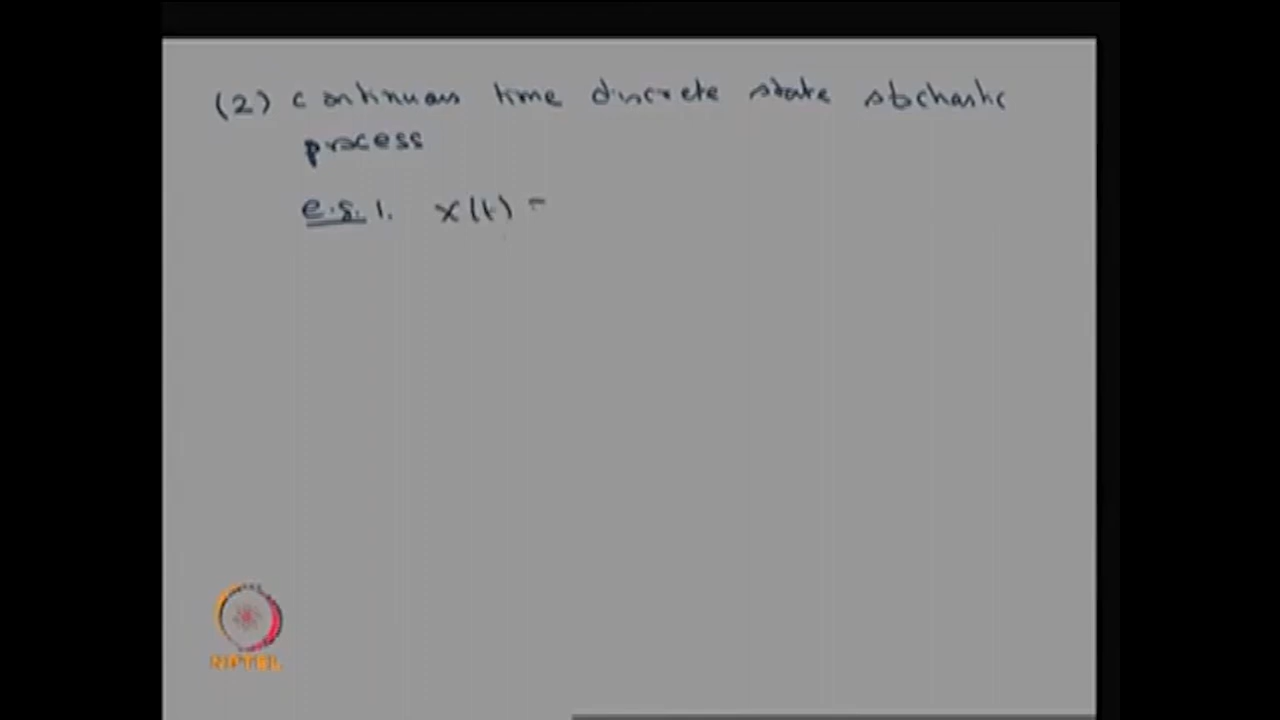 (2) continuous time discrete state stochastic
process
e.g. 1. X(t) =
NPTEL